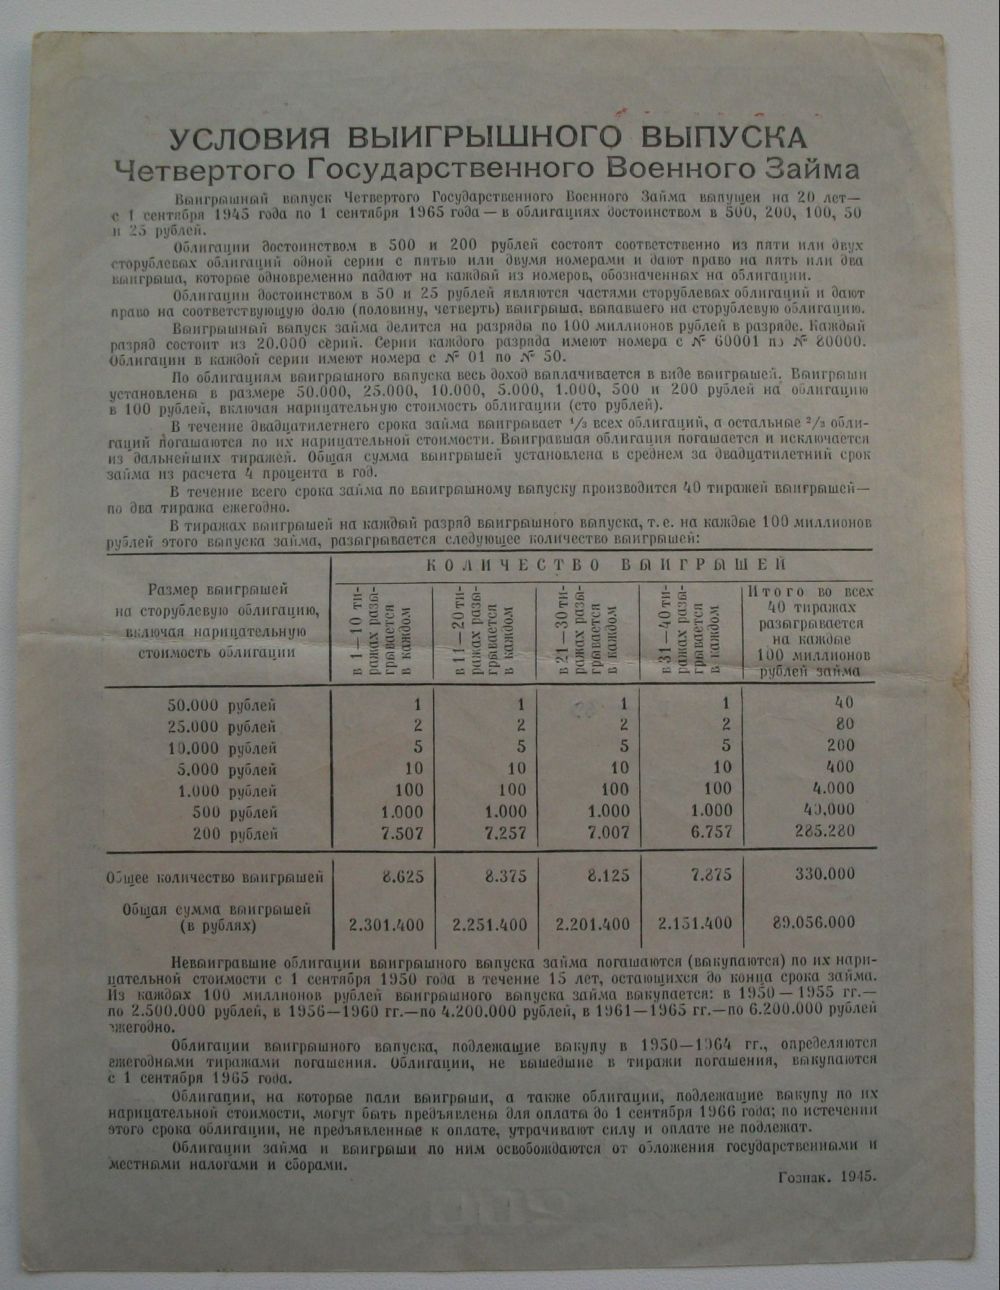 УСЛОВИЯ ВЫИГРЫШНОГО ВЫПУСКА
Четвертого Государственного Военного Займа
Выигрышный выпуск Четвертого Государственного Военного Займа выпущен на 20 лет—
с 1 сентября 1945 года по 1 сентября 1965 года — в облигациях достоинством в 500, 200, 100, 50
и 25 рублей.
Облигации достоинством в 500 и 200 рублей состоят соответственно из пяти или двух
сторублевых облигаций одной серии с пятью или двумя номерами и дают право на пять или два
выигрыша, которые одновременно падают на каждый из номеров, обозначенных на облигации.
Облигации достоинством в 50 и 25 рублей являются частями сторублевых облигаций и дают
право на соответствующую долю (половину, четверть) выигрыша, выпавшего на сторублевую облигацию.
Выигрышный выпуск займа делится на разряды по 100 миллионов рублей в разряде. Каждый
разряд состоит из 20.000 серий. Серии каждого разряда имеют номера с № 60001 по № 80000.
Облигации в каждой серии имеют номера с № 01 по № 50.
По облигациям выигрышного выпуска весь доход выплачивается в виде выигрышей. Выигрыши
установлены в размере 50.000, 25.000, 10.000, 5.000, 1.000, 500 и 200 рублей на облигацию
в 100 рублей, включая нарицательную стоимость облигации (сто рублей).
В течение двадцатилетнего срока займа выигрывает 1/3 всех облигаций, а остальные 2/3 обли-
гаций погашаются по их нарицательной стоимости. Выигравшая облигация погашается и исключается
из дальнейших тиражей. Общая сумма выигрышей установлена в среднем за двадцатилетний срок
займа из расчета 4 процента в год.
В течение всего срока займа по выигрышному выпуску производится 40 тиражей выигрышей—
по два тиража ежегодно.
В тиражах выигрышей на каждый разряд выигрышного выпуска, т. е. на каждые 100 миллионов
рублей этого выпуска займа, разыгрывается следующее количество выигрышей:
Размер выигрышей
на сторублевую облигацию,
включая нарицательную
стоимость облигации
КОЛИЧЕСТВО ВЫИГРЫШЕЙ
в 1—10 ти-
ражах разы-
грывается
в каждом
в 11—20 ти-
ражах разы-
грывается
в каждом
в 21—30 ти-
ражах разы-
грывается
в каждом
в 31—40 ти-
ражах разы-
грывается
в каждом
Итого во всех
40 тиражах
разыгрывается
на каждые
100 миллионов
рублей займа
50.000 рублей 1 1 1 1 40
25.000 рублей 2 2 2 2 80
10.000 рублей 5 5 5 5 200
5.000 рублей 10 10 10 10 400
1.000 рублей 100 100 100 100 4.000
500 рублей 1.000 1.000 1.000 1.000 40.000
200 рублей 7.507 7.257 7.007 6.757 285.280
Общее количество выигрышей 8.625 8.375 8.125 7.875 330.000
Общая сумма выигрышей
(в рублях) 2.301.400 2.251.400 2.201.400 2.151.400 89.056.000
Невыигравшие облигации выигрышного выпуска займа погашаются (выкупаются) по их нари-
цательной стоимости с 1 сентября 1950 года в течение 15 лет, остающихся до конца срока займа.
Из каждых 100 миллионов рублей выигрышного выпуска займа выкупается: в 1950 — 1955 гг.—
по 2.500.000 рублей, в 1956—1960 гг.—по 4.200.000 рублей, в 1961—1965 гг.—по 6.200.000 рублей
ежегодно.
Облигации выигрышного выпуска, подлежащие выкупу в 1950—1964 гг., определяются
ежегодными тиражами погашения. Облигации, не вышедшие в тиражи погашения, выкупаются
с 1 сентября 1965 года.
Облигации, на которые пали выигрыши, а также облигации, подлежащие выкупу по их
нарицательной стоимости, могут быть предъявлены для оплаты до 1 сентября 1966 года; по истечении
этого срока облигации, не предъявленные к оплате, утрачивают силу и оплате не подлежат.
Облигации займа и выигрыши по ним освобождаются от обложения государственными и
местными налогами и сборами.
Гознак. 1945.